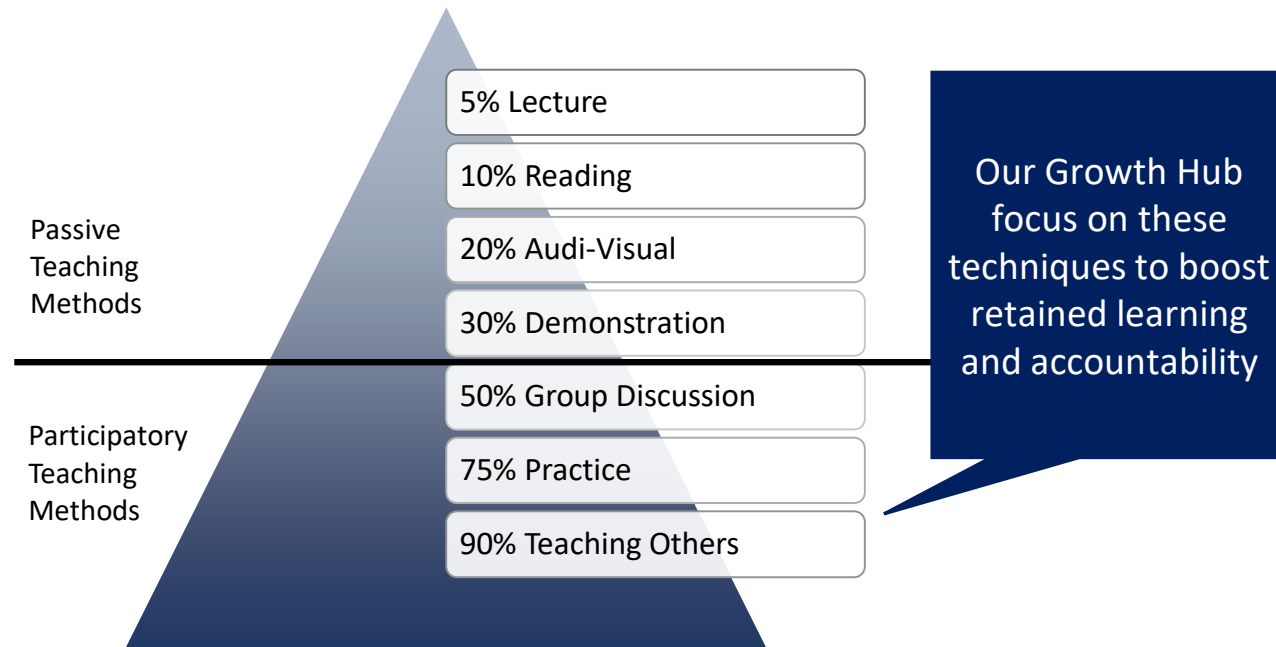 5% Lecture
10% Reading
20% Audi-Visual
30% Demonstration
50% Group Discussion
75% Practice
90% Teaching Others
Passive
Teaching
Methods
Participatory
Teaching
Methods
Our Growth Hub
focus on these
techniques to boost
retained learning
and accountability